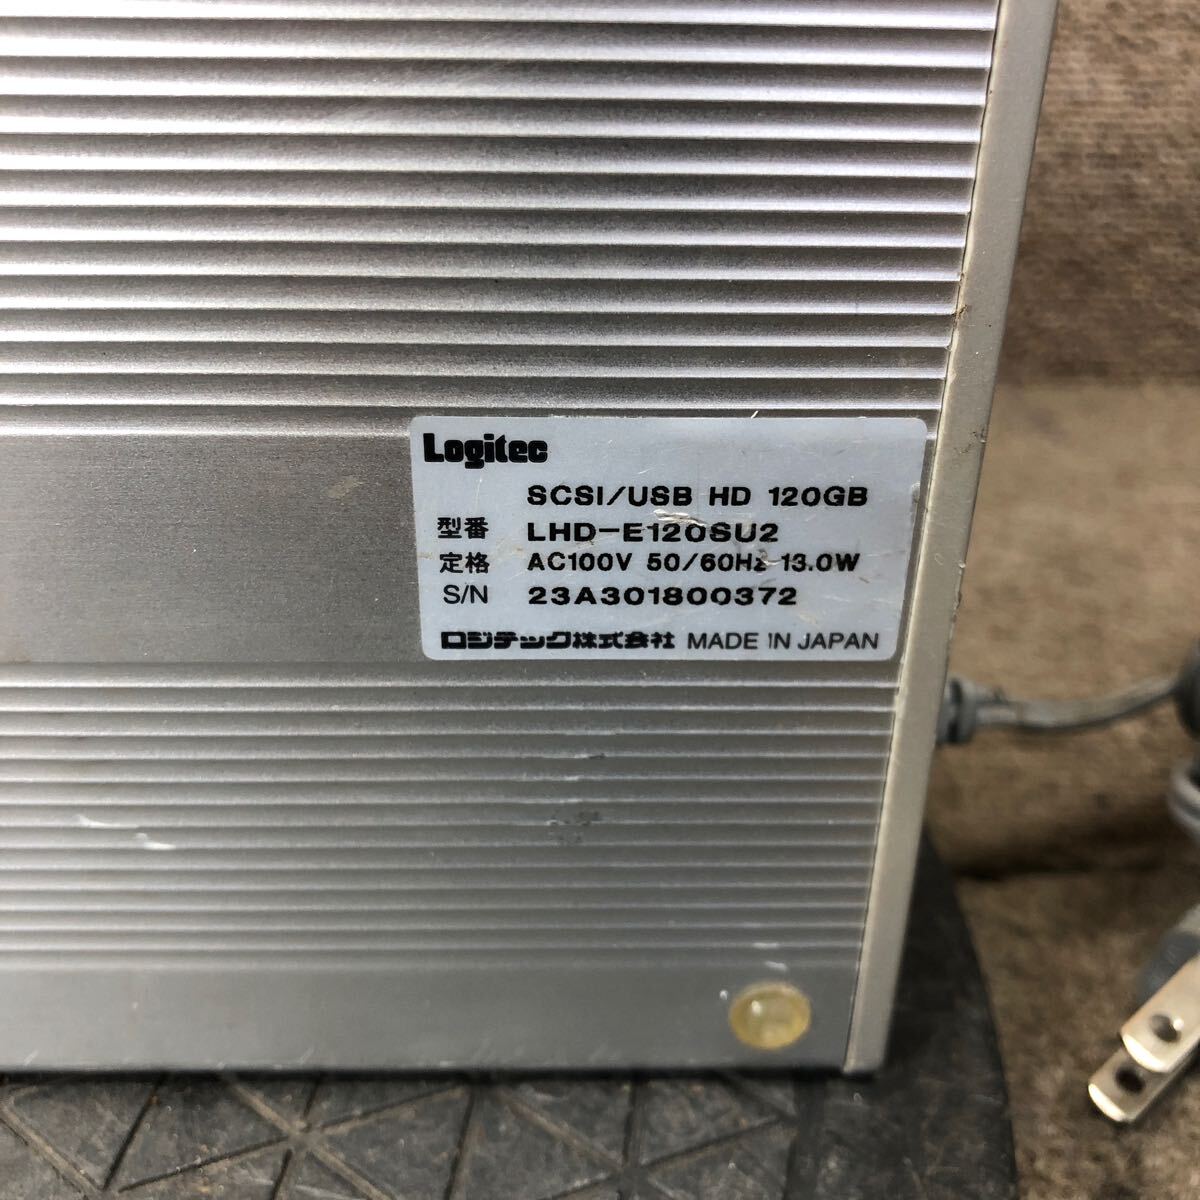 Logitec
SCSI/USB HD 120GB
型番 LHD-E120SU2
定格 AC100V 50/60Hz 13.0W
S/N 23A301800372
ロジテック株式会社 MADE IN JAPAN